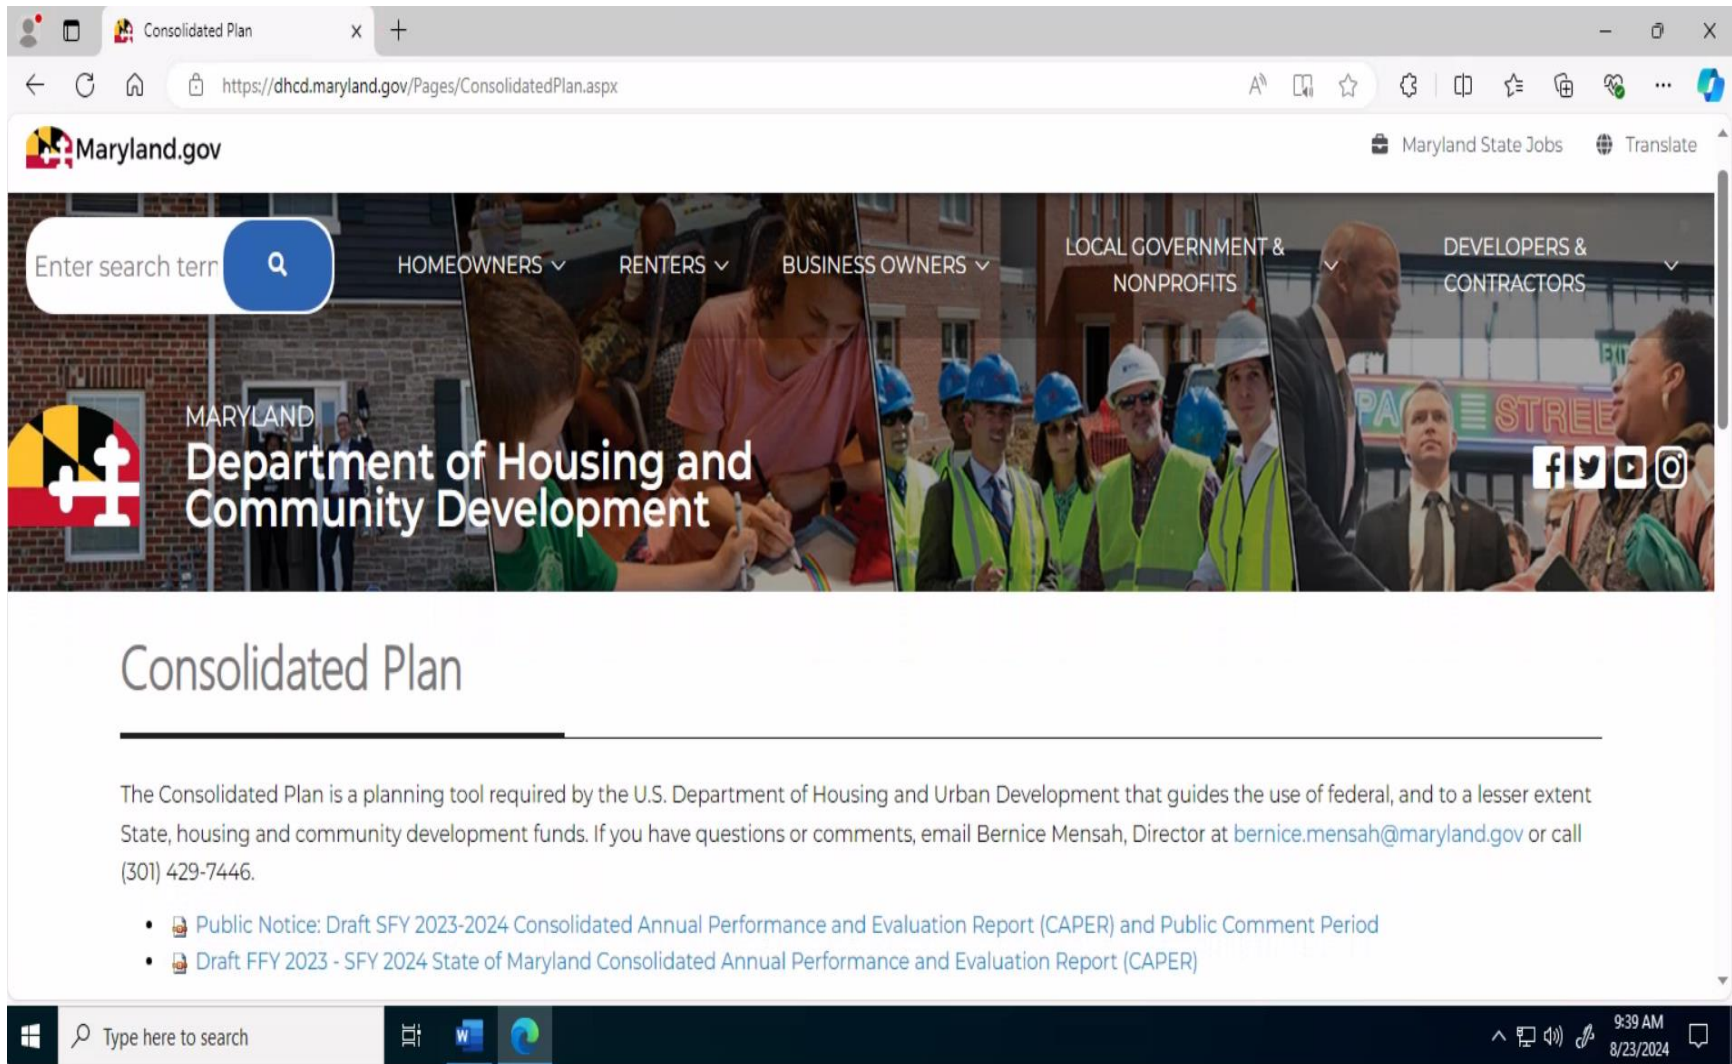 Consolidated Plan
https://dhcd.maryland.gov/Pages/ConsolidatedPlan.aspx
Maryland.gov
Maryland State Jobs
Translate
Enter search terr
HOMEOWNERS
RENTERS
BUSINESS OWNERS
LOCAL GOVERNMENT &
NONPROFITS
DEVELOPERS &
CONTRACTORS
EXIT
PA
STREE
MARYLAND
Department of Housing and
Community Development
Consolidated Plan
The Consolidated Plan is a planning tool required by the U.S. Department of Housing and Urban Development that guides the use of federal, and to a lesser extent
State, housing and community development funds. If you have questions or comments, email Bernice Mensah, Director at bernice.mensah@maryland.gov or call
(301) 429-7446.
• Public Notice: Draft SFY 2023-2024 Consolidated Annual Performance and Evaluation Report (CAPER) and Public Comment Period
• Draft FFY 2023 - SFY 2024 State of Maryland Consolidated Annual Performance and Evaluation Report (CAPER)
Type here to search
9:39 AM
8/23/2024